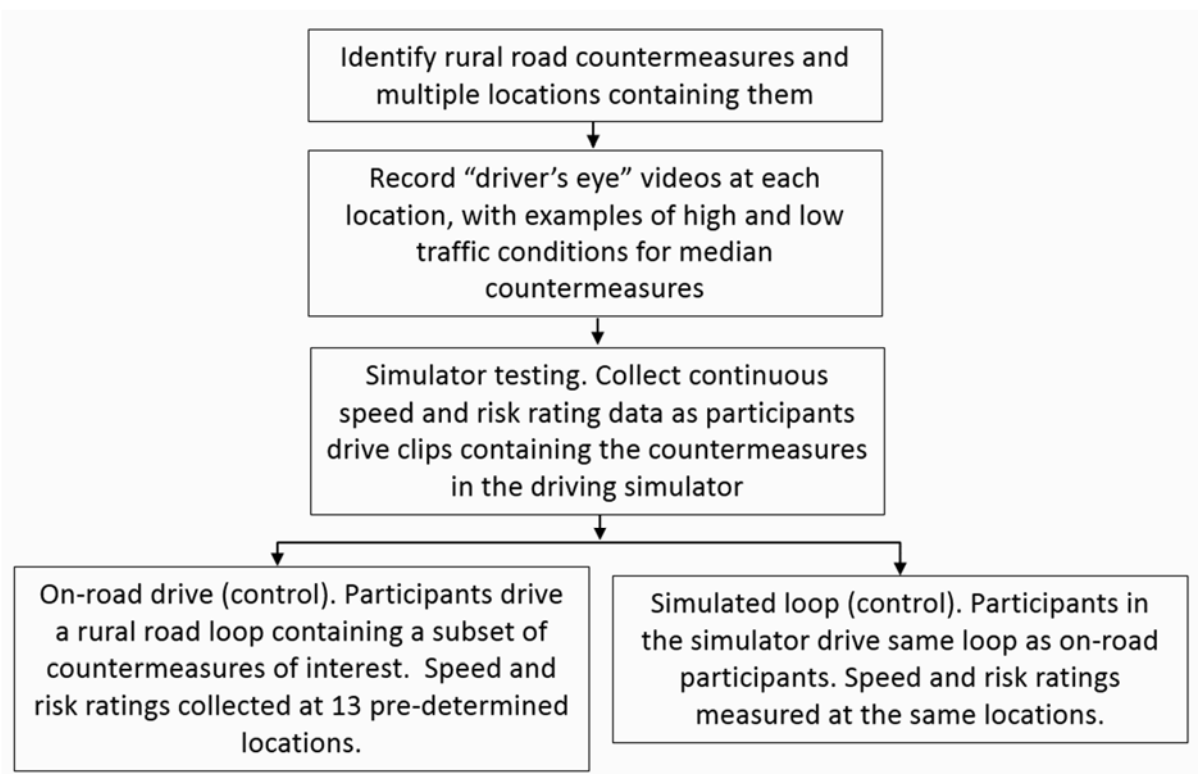 Identify rural road countermeasures and
multiple locations containing them
Record “driver’s eye” videos at each
location, with examples of high and low
traffic conditions for median
countermeasures
Simulator testing. Collect continuous
speed and risk rating data as participants
drive clips containing the countermeasures
in the driving simulator
On-road drive (control). Participants drive
a rural road loop containing a subset of
countermeasures of interest.  Speed and
risk ratings collected at 13 pre-determined
locations.
Simulated loop (control). Participants in
the simulator drive same loop as on-road
participants. Speed and risk ratings
measured at the same locations.